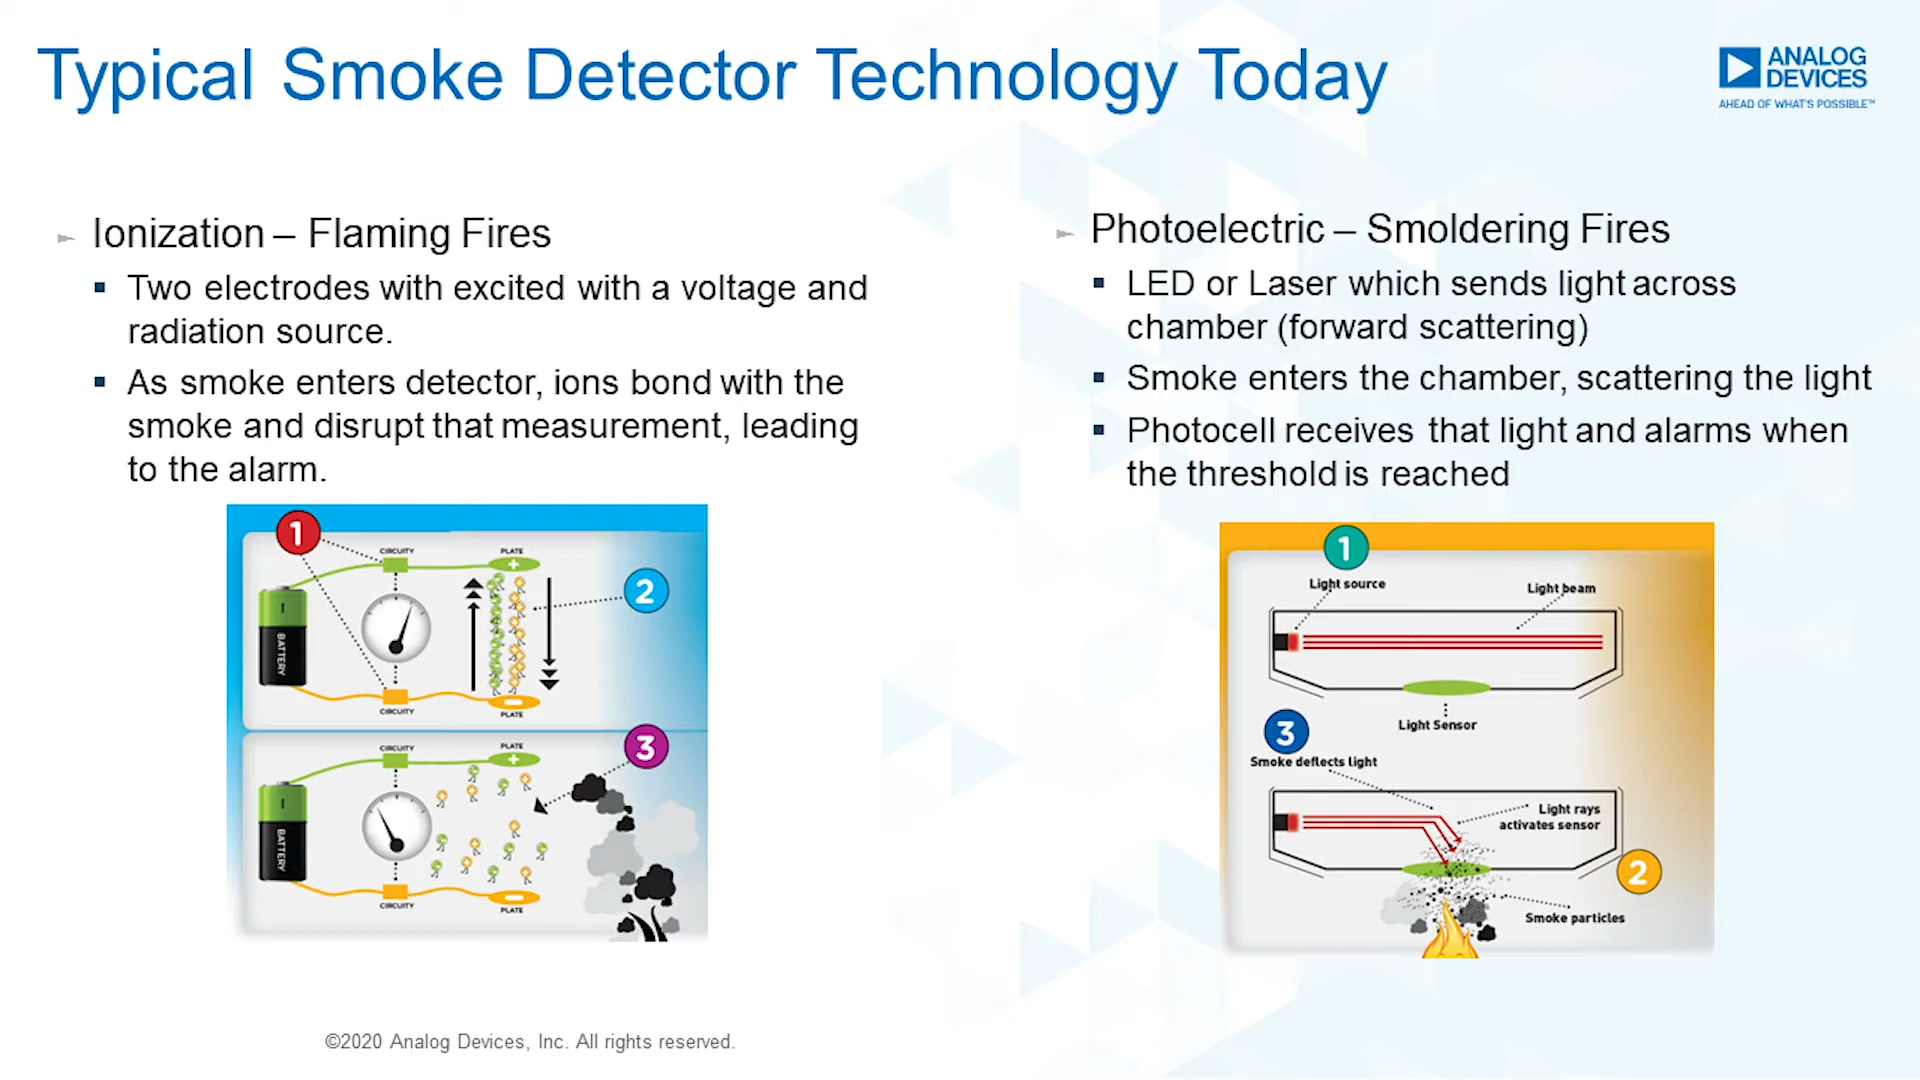 Typical Smoke Detector Technology Today
ANALOG
DEVICES
AHEAD OF WHAT'S POSSIBLE™
Ionization – Flaming Fires
Two electrodes with excited with a voltage and
radiation source.
As smoke enters detector, ions bond with the
smoke and disrupt that measurement, leading
to the alarm.
1
CIRCUITY
PLATE
+
2
BATTERY
CIRCUITY
PLATE
3
CIRCUITY
PLATE
+
BATTERY
CIRCUITY
PLATE
Photoelectric – Smoldering Fires
LED or Laser which sends light across
chamber (forward scattering)
Smoke enters the chamber, scattering the light
Photocell receives that light and alarms when
the threshold is reached
1
Light source
Light beam
Light Sensor
3
Smoke deflects light
Light rays
activates sensor
2
Smoke particles
©2020 Analog Devices, Inc. All rights reserved.